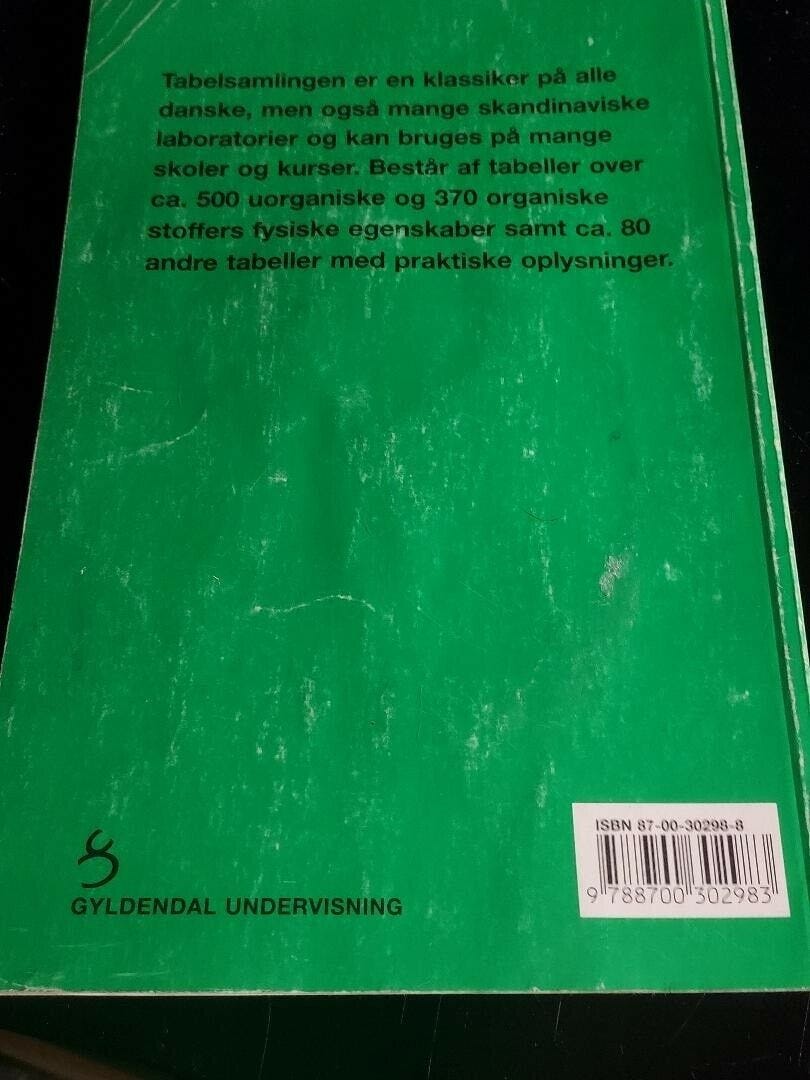 Tabelsamlingen er en klassiker på alle
danske, men også mange skandinaviske
laboratorier og kan bruges på mange
skoler og kurser. Består af tabeller over
ca. 500 uorganiske og 370 organiske
stoffers fysiske egenskaber samt ca. 80
andre tabeller med praktiske oplysninger.
ISBN 87-00-30298-8
9 788700 302983
GYLDENDAL UNDERVISNING